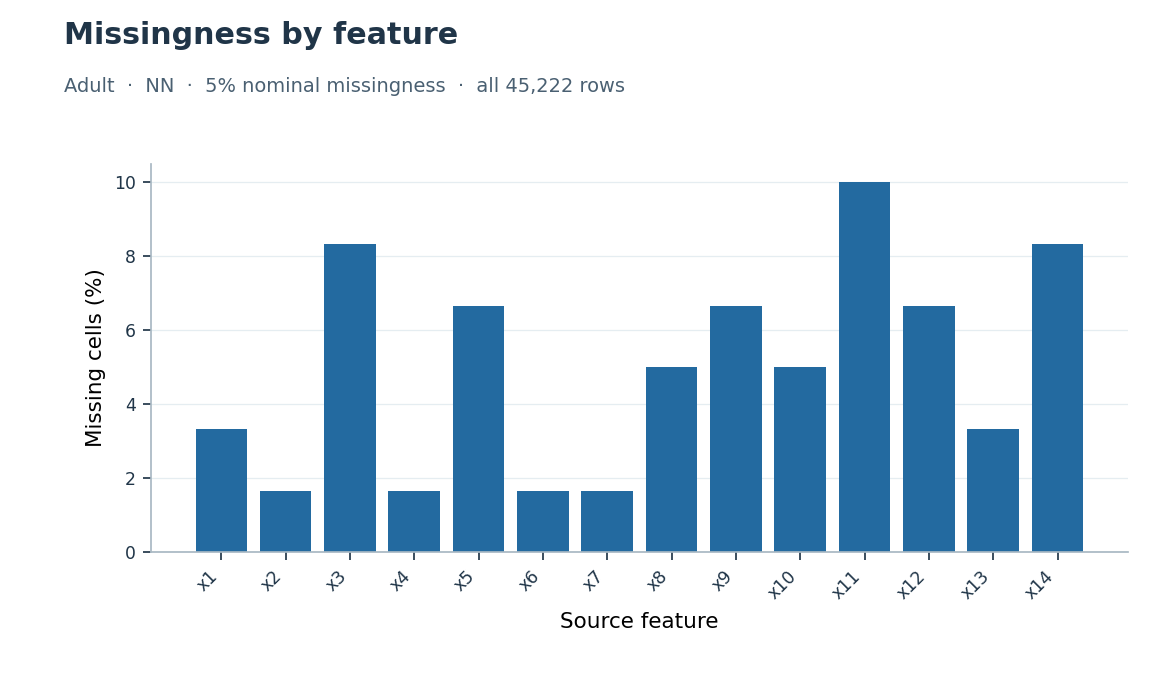 Missingness by feature
Adult · NN · 5% nominal missingness · all 45,222 rows
10
8
6
4
2
0
Missing cells (%)
x1 x2 x3 x4 x5 x6 x7 x8 x9 x10 x11 x12 x13 x14
Source feature